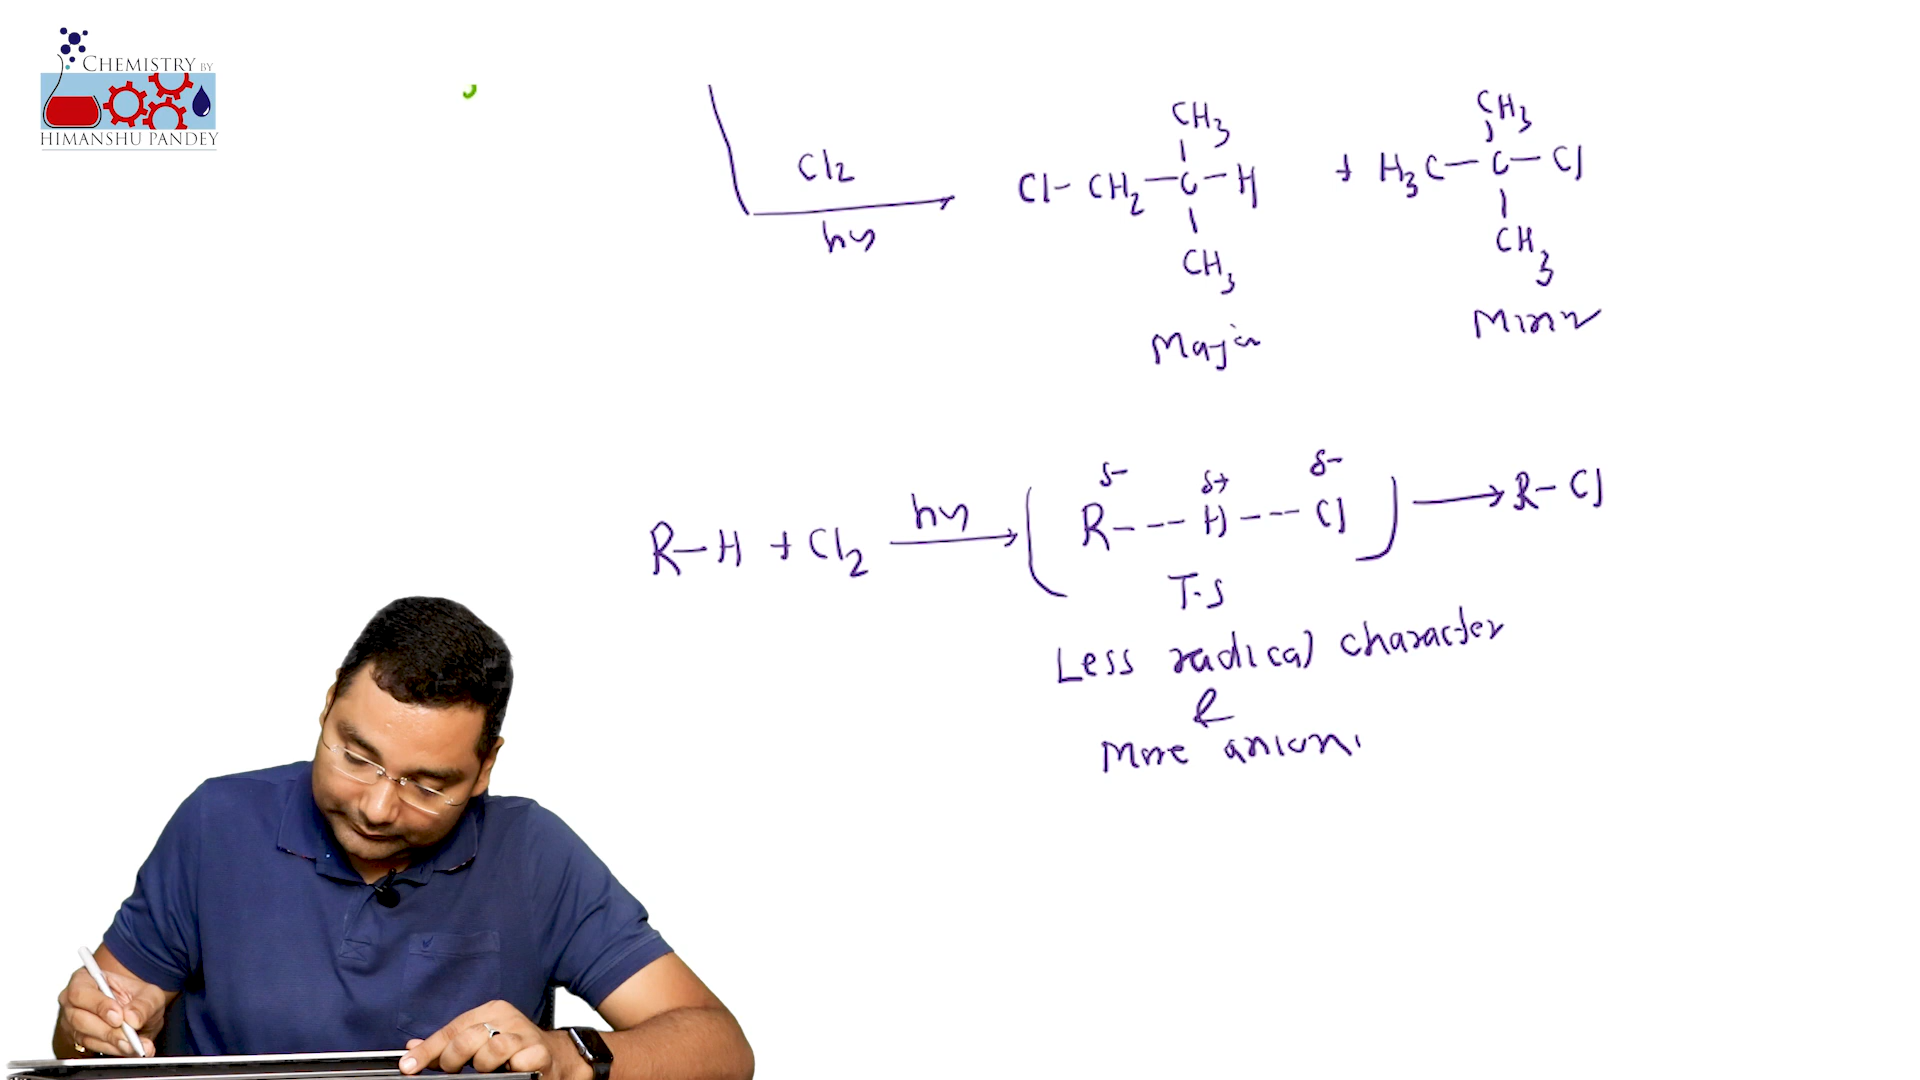 CHEMISTRY BY
HIMANSHU PANDEY
Cl2
hν
CH3
Cl-CH2-C-H
CH3
Major
+
CH3
H3C-C-Cl
CH3
Minor
R-H + Cl2
hν
δ- δ+ δ-
R---H---Cl
T.S
R-Cl
Less radical character
&
More anioni